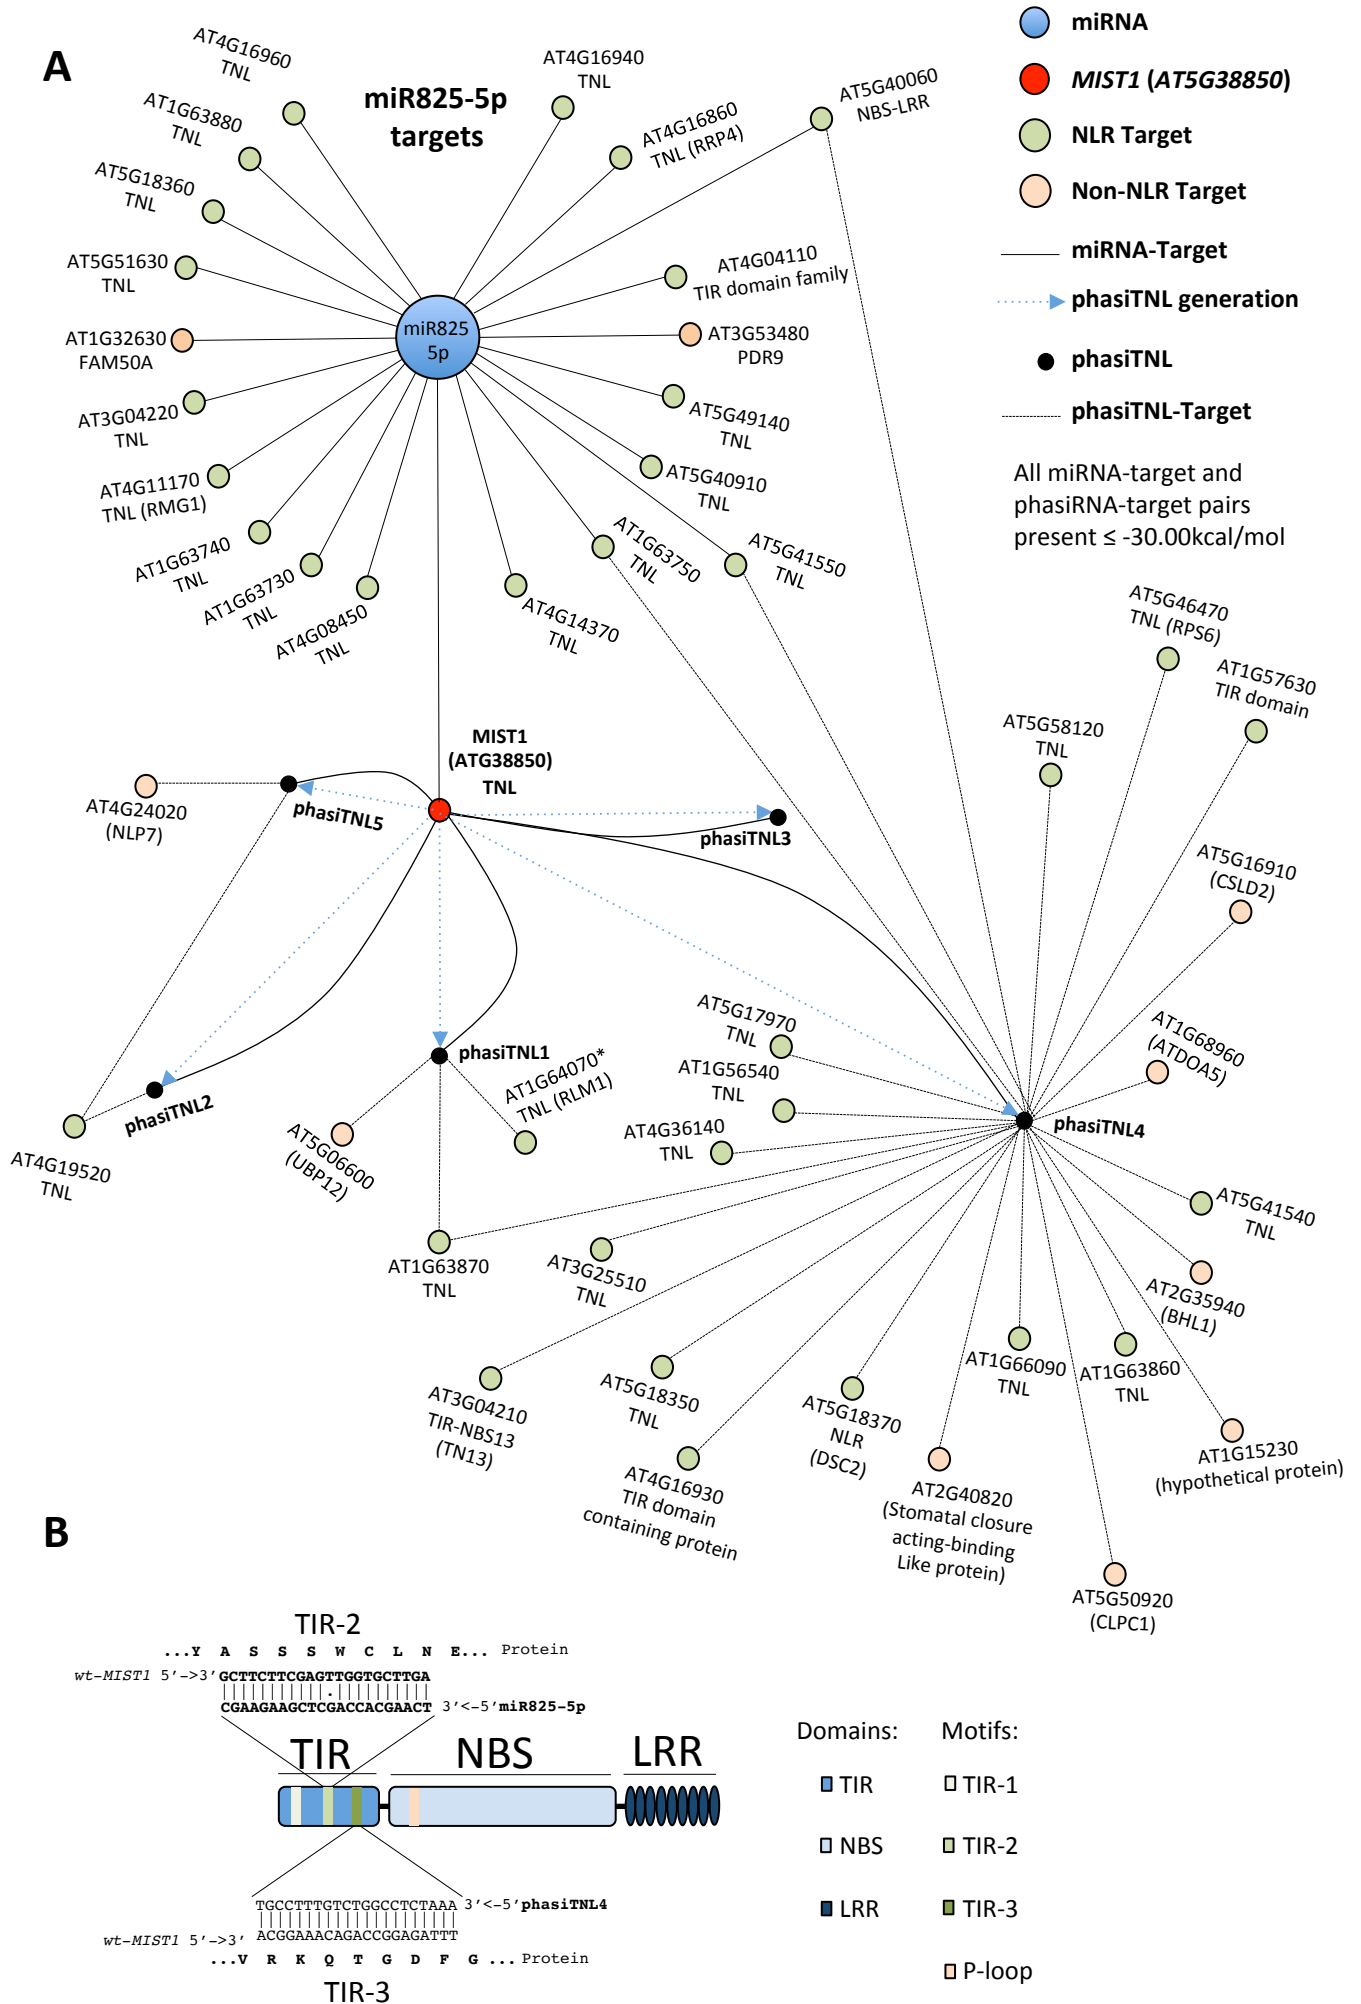 A
miR825-5p
targets
AT4G16960
TNL
AT1G63880
TNL
AT5G18360
TNL
AT5G51630
TNL
AT1G32630
FAM50A
AT3G04220
TNL
AT4G11170
TNL (RMG1)
AT1G63740
TNL
AT1G63730
TNL
AT4G08450
TNL
AT4G16940
TNL
AT4G16860
TNL (RRP4)
AT5G40060
NBS-LRR
AT4G04110
TIR domain family
AT3G53480
PDR9
AT5G49140
TNL
AT5G40910
TNL
AT1G63750
TNL
AT5G41550
TNL
AT4G14370
TNL
miR825
5p
miRNA
MIST1 (AT5G38850)
NLR Target
Non-NLR Target
miRNA-Target
phasiTNL generation
phasiTNL
phasiTNL-Target
All miRNA-target and
phasiRNA-target pairs
present ≤ -30.00kcal/mol
MIST1
(ATG38850)
TNL
AT4G24020
(NLP7)
phasiTNL5
phasiTNL3
phasiTNL2
AT4G19520
TNL
phasiTNL1
AT1G64070*
TNL (RLM1)
AT5G06600
(UBP12)
AT1G63870
TNL
AT5G46470
TNL (RPS6)
AT1G57630
TIR domain
AT5G58120
TNL
AT5G16910
(CSLD2)
AT1G68960
(ATDOA5)
phasiTNL4
AT5G17970
TNL
AT1G56540
TNL
AT4G36140
TNL
AT3G25510
TNL
AT3G04210
TIR-NBS13
(TN13)
AT5G18350
TNL
AT4G16930
TIR domain
containing protein
AT5G18370
NLR
(DSC2)
AT2G40820
(Stomatal closure
acting-binding
Like protein)
AT1G66090
TNL
AT1G63860
TNL
AT5G41540
TNL
AT2G35940
(BHL1)
AT1G15230
(hypothetical protein)
AT5G50920
(CLPC1)
B
TIR-2
...Y A S S S W C L N E... Protein
wt-MIST1 5′->3′ GCTTCTTCGAGTTGGTGCTTGA
CGAAGAAGCTCGACCACGAACT 3′<-5′ miR825-5p
TIR NBS LRR
TGCCTTTGTCTGGCCTCTAAA 3′<-5′ phasiTNL4
wt-MIST1 5′->3′ ACGGAAACAGACCGGAGATTT
...V R K Q T G D F G ... Protein
TIR-3
Domains:
TIR
NBS
LRR
Motifs:
TIR-1
TIR-2
TIR-3
P-loop